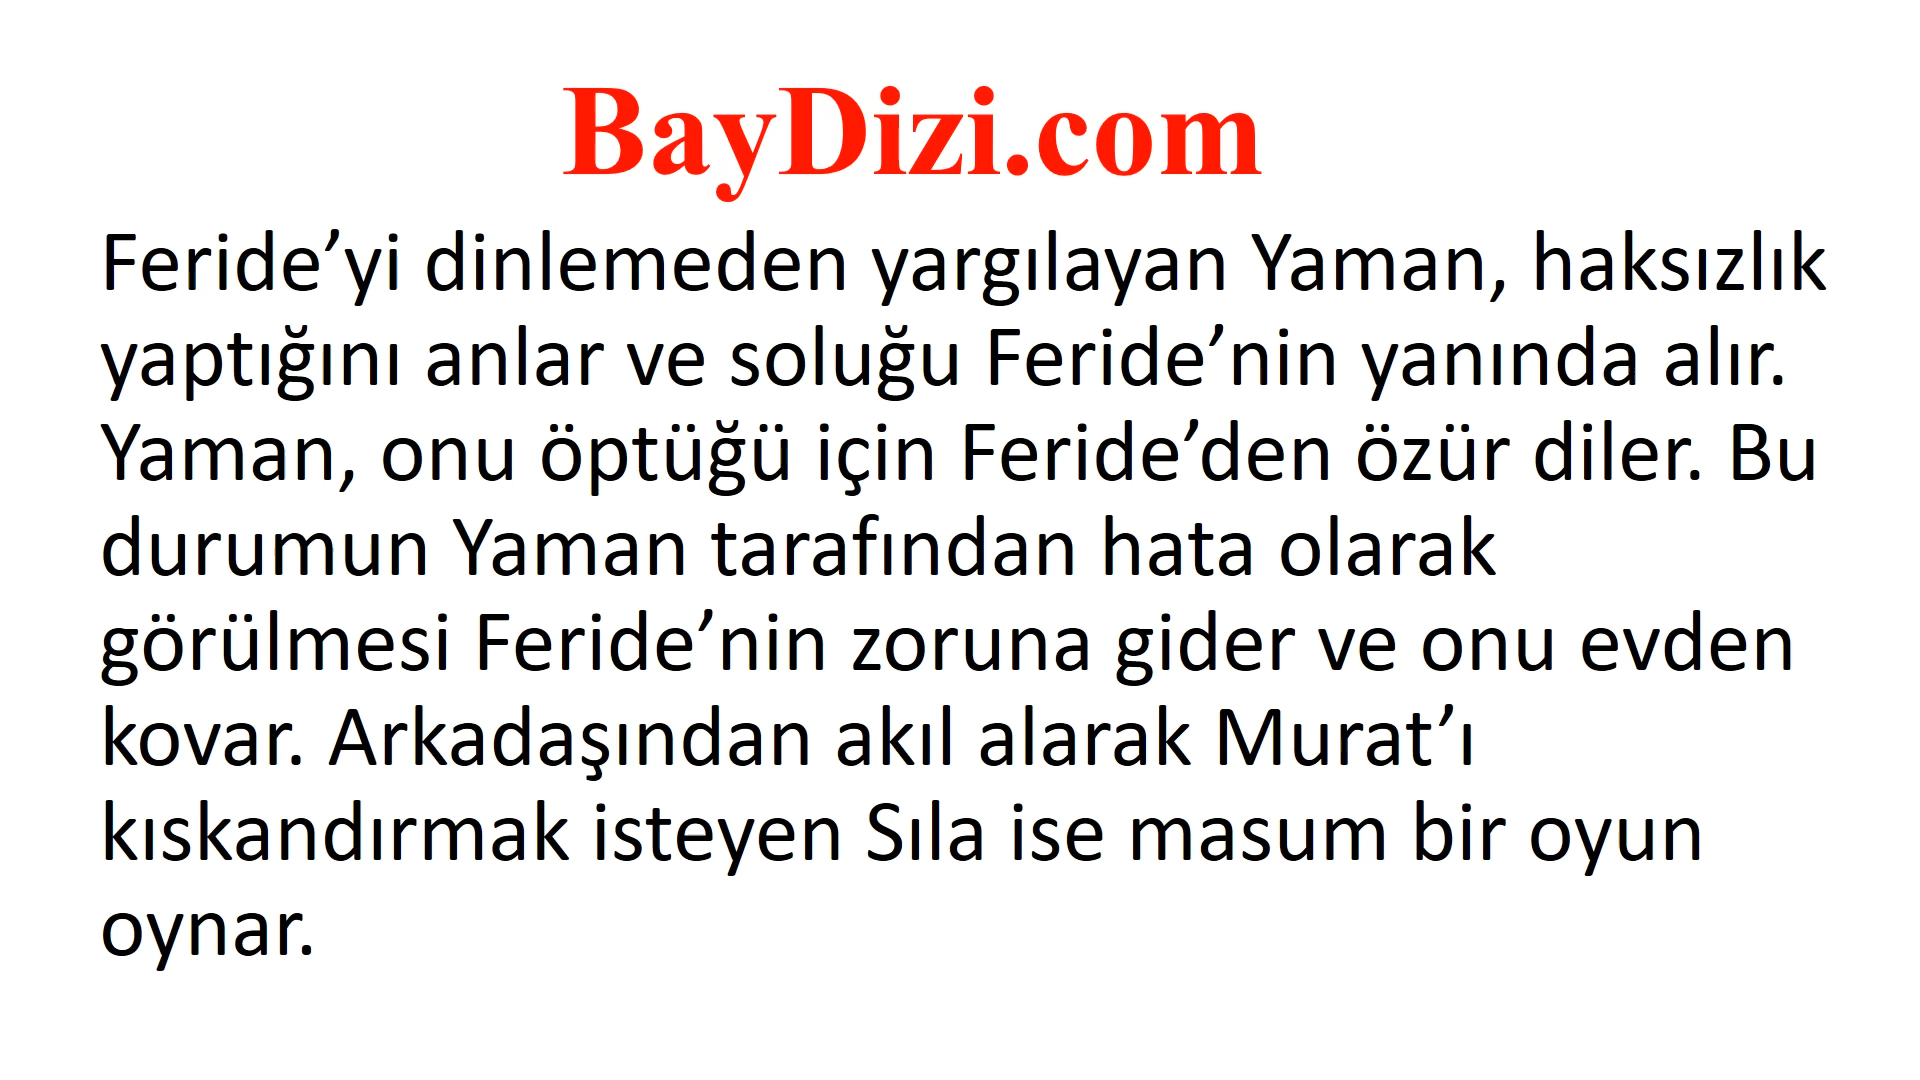 BayDizi.com
Feride’yi dinlemeden yargılayan Yaman, haksızlık
yaptığını anlar ve soluğu Feride’nin yanında alır.
Yaman, onu öptüğü için Feride’den özür diler. Bu
durumun Yaman tarafından hata olarak
görülmesi Feride’nin zoruna gider ve onu evden
kovar. Arkadaşından akıl alarak Murat’ı
kıskandırmak isteyen Sıla ise masum bir oyun
oynar.